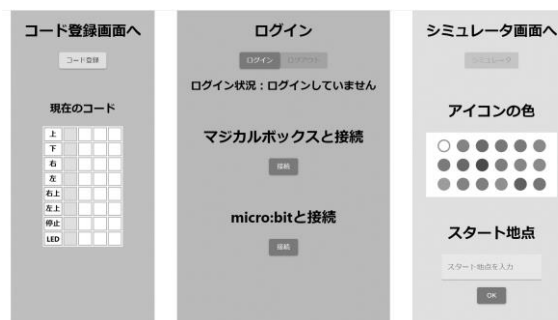 コード登録画面へ
コード登録
現在のコード
上
下
右
左
右上
左上
停止
LED
ログイン
ログイン
ログアウト
ログイン状況：ログインしていません
マジカルボックスと接続
接続
micro:bitと接続
接続
シミュレータ画面へ
シミュレータ
アイコンの色
スタート地点
スタート地点を入力
OK